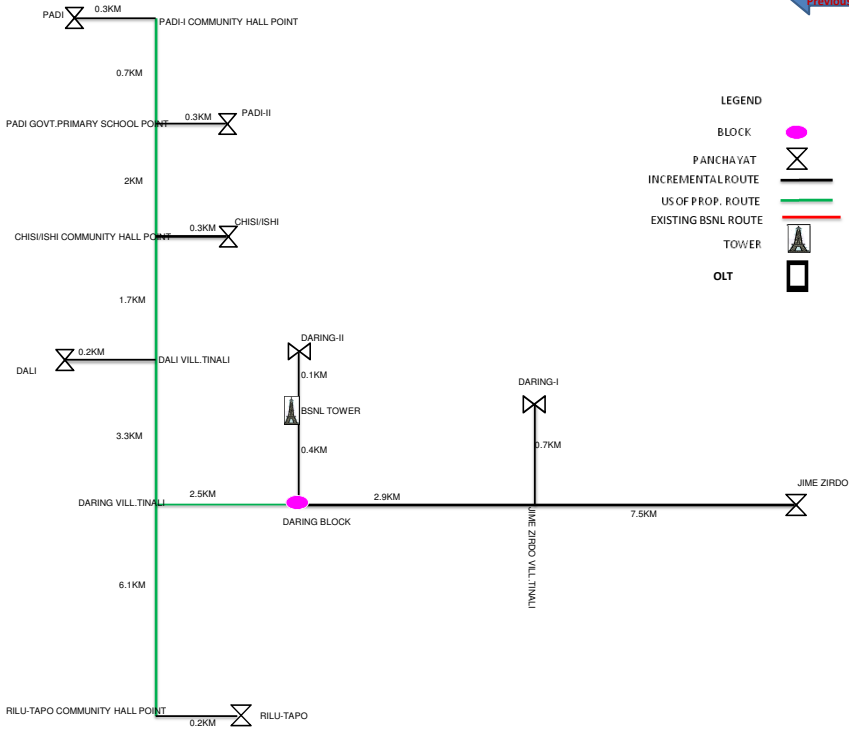 Previous
PADI
0.3KM
PADI-I COMMUNITY HALL POINT
0.7KM
PADI GOVT.PRIMARY SCHOOL POINT
0.3KM
PADI-II
2KM
CHISI/ISHI COMMUNITY HALL POINT
0.3KM
CHISI/ISHI
1.7KM
DALI
0.2KM
DALI VILL.TINALI
3.3KM
DARING VILL.TINALI
2.5KM
DARING-II
0.1KM
BSNL TOWER
0.4KM
DARING BLOCK
2.9KM
DARING-I
0.7KM
JIME ZIRDO VILL.TINALI
7.5KM
JIME ZIRDO
6.1KM
RILU-TAPO COMMUNITY HALL POINT
0.2KM
RILU-TAPO
LEGEND
BLOCK
PANCHAYAT
INCREMENTAL ROUTE
US OF PROP. ROUTE
EXISTING BSNL ROUTE
TOWER
OLT